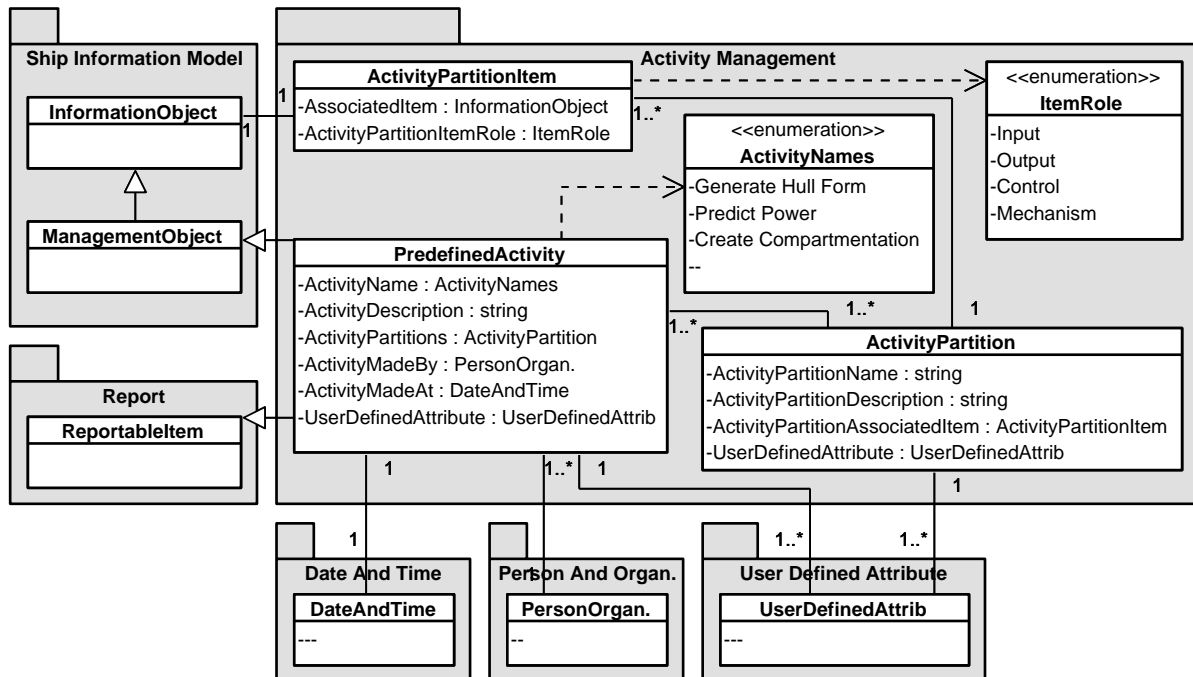 Ship Information Model
InformationObject
ManagementObject
Report
ReportableItem
Activity Management
ActivityPartitionItem
-AssociatedItem : InformationObject
-ActivityPartitionItemRole : ItemRole
1
1
1..*
<<enumeration>>
ItemRole
-Input
-Output
-Control
-Mechanism
<<enumeration>>
ActivityNames
-Generate Hull Form
-Predict Power
-Create Compartmentation
--
PredefinedActivity
-ActivityName : ActivityNames
-ActivityDescription : string
-ActivityPartitions : ActivityPartition
-ActivityMadeBy : PersonOrgan.
-ActivityMadeAt : DateAndTime
-UserDefinedAttribute : UserDefinedAttrib
1..*
1..*
1
ActivityPartition
-ActivityPartitionName : string
-ActivityPartitionDescription : string
-ActivityPartitionAssociatedItem : ActivityPartitionItem
-UserDefinedAttribute : UserDefinedAttrib
1
1..*
1
1
1
1..*
1..*
Date And Time
DateAndTime
---
Person And Organ.
1
PersonOrgan.
--
User Defined Attribute
UserDefinedAttrib
---